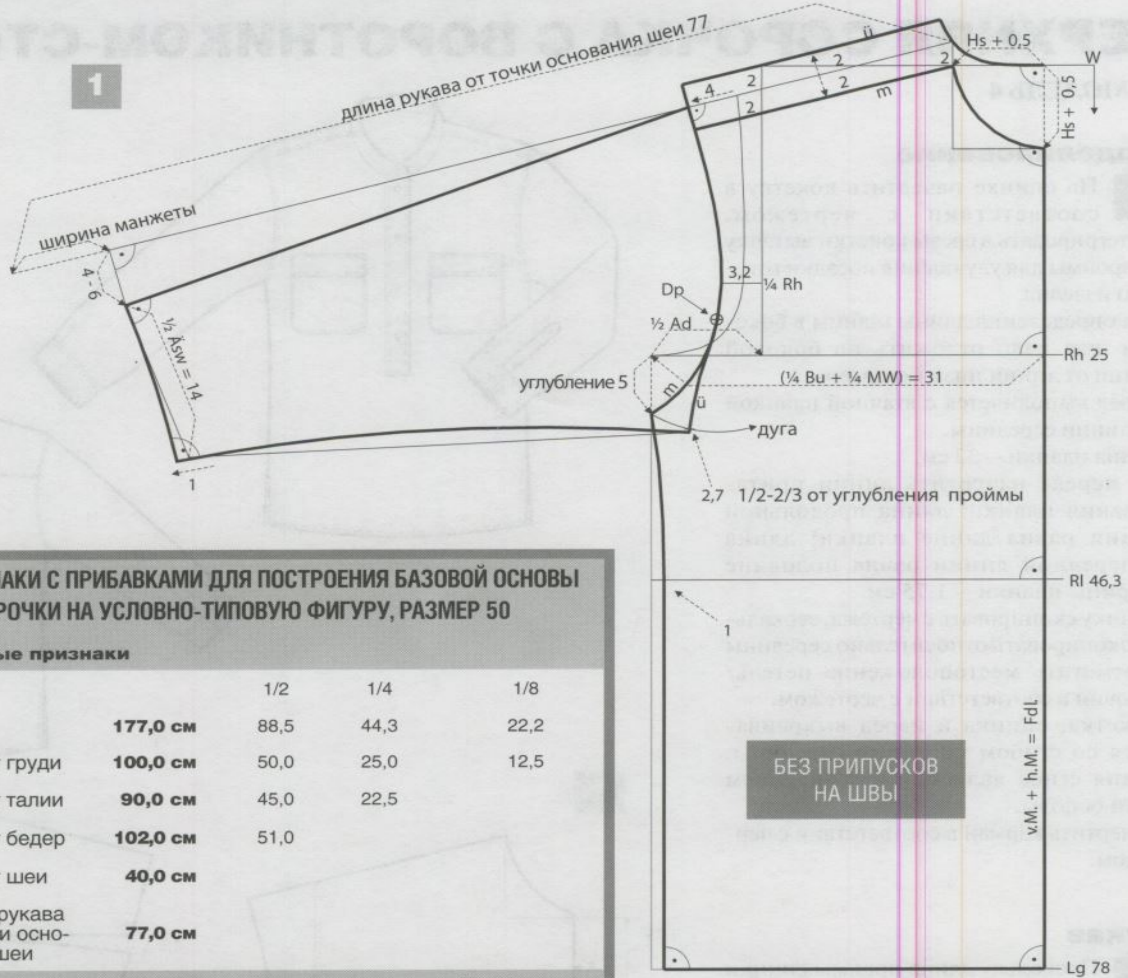 1
длина рукава от точки основания шеи 77
ü
Hs + 0,5
W
2
2
2
4
2
2
m
Hs + 0,5
ширина манжеты
4 - 6
½ Äsw = 14
3,2
¼ Rh
Dp
½ Ad
Rh 25
углубление 5
m
(¼ Bu + ¼ MW) = 31
ü
дуга
1
2,7 1/2-2/3 от углубления проймы
Rl 46,3
1
НАКИ С ПРИБАВКАМИ ДЛЯ ПОСТРОЕНИЯ БАЗОВОЙ ОСНОВЫ
РОЧКИ НА УСЛОВНО-ТИПОВУЮ ФИГУРУ, РАЗМЕР 50
ые признаки
1/2 1/4 1/8
177,0 см 88,5 44,3 22,2
груди 100,0 см 50,0 25,0 12,5
талии 90,0 см 45,0 22,5
бедер 102,0 см 51,0
шеи 40,0 см
рукава
и осно-
шеи
77,0 см
БЕЗ ПРИПУСКОВ
НА ШВЫ
v.M. + h.M. = FdL
Lg 78